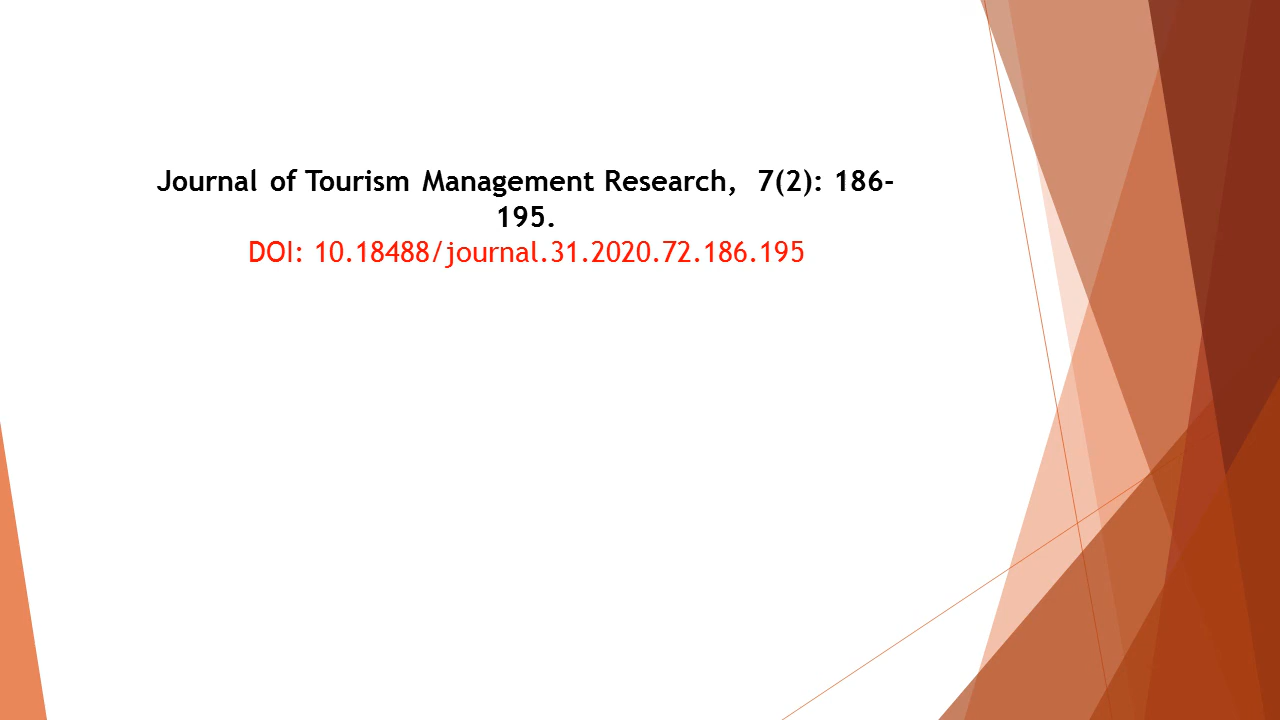 Journal of Tourism Management Research, 7(2): 186-
195.
DOI: 10.18488/journal.31.2020.72.186.195